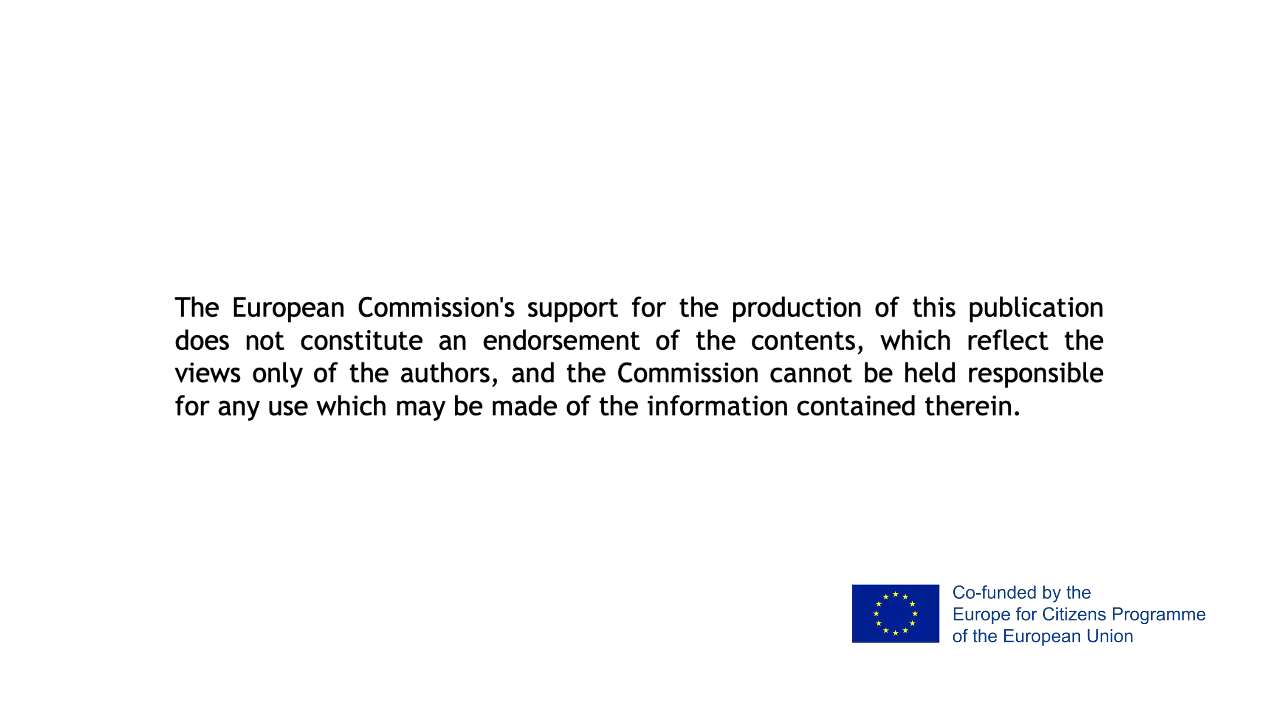 The European Commission's support for the production of this publication
does not constitute an endorsement of the contents, which reflect the
views only of the authors, and the Commission cannot be held responsible
for any use which may be made of the information contained therein.
Co-funded by the
Europe for Citizens Programme
of the European Union